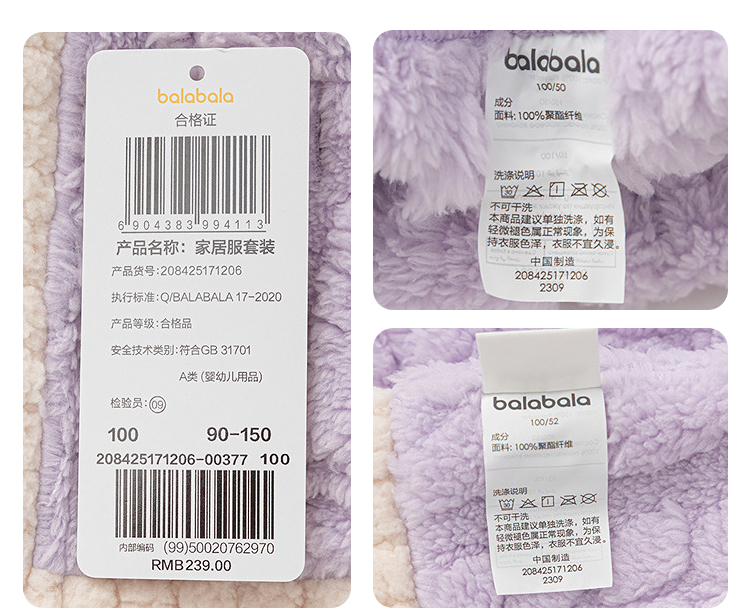 balabala
合格证
6 904383 994113
产品名称：家居服套装
产品货号：208425171206
执行标准：Q/BALABALA 17-2020
产品等级：合格品
安全技术类别：符合GB 31701
A类 (婴幼儿用品)
检验员：09
100 90-150
208425171206-00377 100
内部编码 (99)50020762970
RMB239.00
balabala
100/50
成分
面料：100%聚酯纤维
洗涤说明
30
不可干洗
本商品建议单独洗涤，如有
轻微褪色属正常现象，为保
持衣服色泽，衣服不宜久浸。
中国制造
208425171206
2309
balabala
100/52
成分
面料：100%聚酯纤维
洗涤说明
30
不可干洗
本商品建议单独洗涤，如有
轻微褪色属正常现象，为保
持衣服色泽，衣服不宜久浸。
中国制造
208425171206
2309